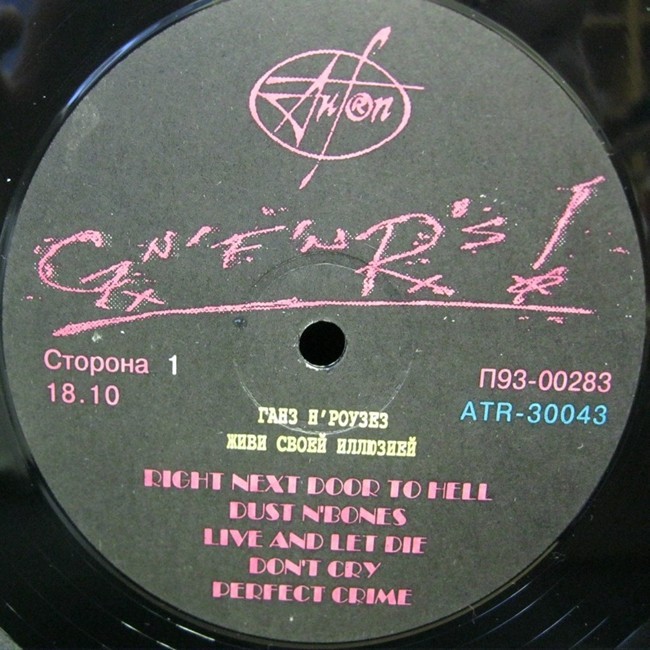 AnTrop
Сторона 1
18.10
П93-00283
ATR-30043
ГАНЗ Н'РОУЗЕЗ
ЖИВИ СВОЕЙ ИЛЛЮЗИЕЙ
RIGHT NEXT DOOR TO HELL
DUST N'BONES
LIVE AND LET DIE
DON'T CRY
PERFECT CRIME